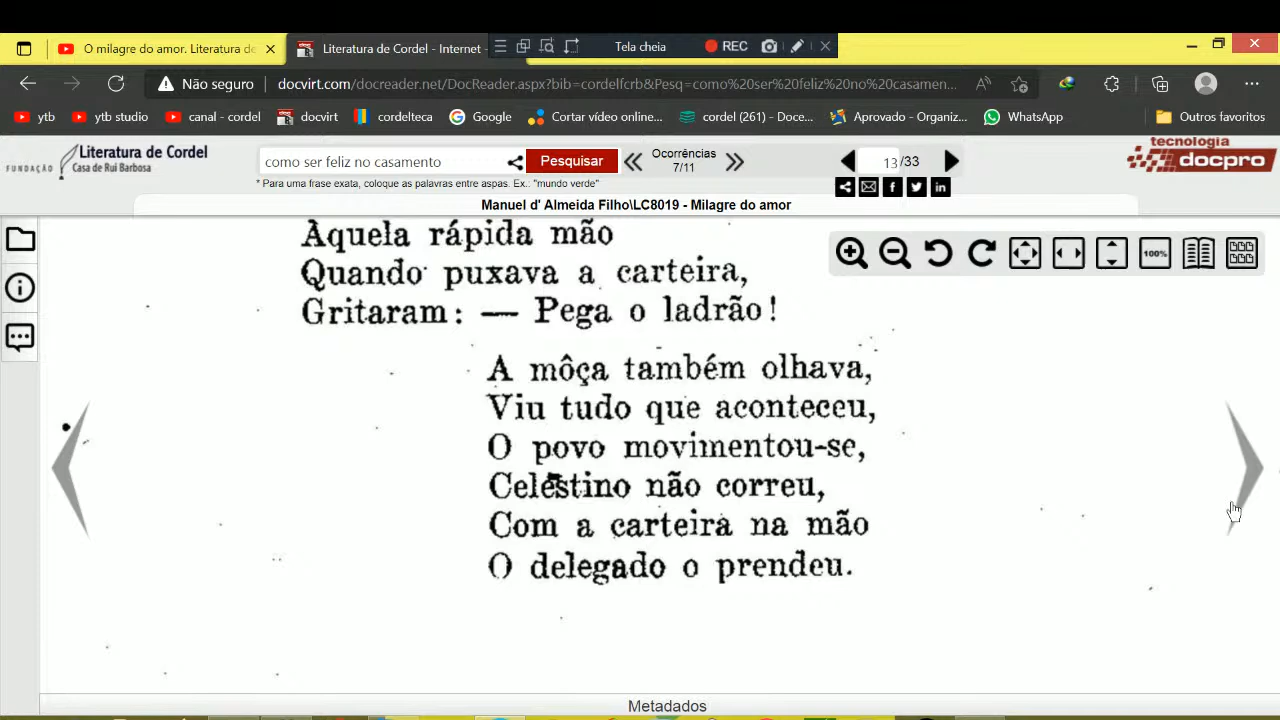 O milagre do amor. Literatura de
Literatura de Cordel - Internet
Tela cheia
REC
Não seguro
docvirt.com/docreader.net/DocReader.aspx?bib=cordelfcrb&Pesq=como%20ser%20feliz%20no%20casamen...
ytb
ytb studio
canal - cordel
docvirt
cordelteca
Google
Cortar vídeo online...
cordel (261) - Doce...
Aprovado - Organiz...
WhatsApp
Outros favoritos
FUNDAÇÃO
Literatura de Cordel
Casa de Rui Barbosa
como ser feliz no casamento
Pesquisar
Ocorrências
7/11
13 /33
tecnologia
docpro
* Para uma frase exata, coloque as palavras entre aspas. Ex.: "mundo verde"
Manuel d' Almeida Filho\LC8019 - Milagre do amor
100%
Àquela rápida mão
Quando puxava a carteira,
Gritaram: — Pega o ladrão!
A môça também olhava,
Viu tudo que aconteceu,
O povo movimentou-se,
Celestino não correu,
Com a carteira na mão
O delegado o prendeu.
Metadados